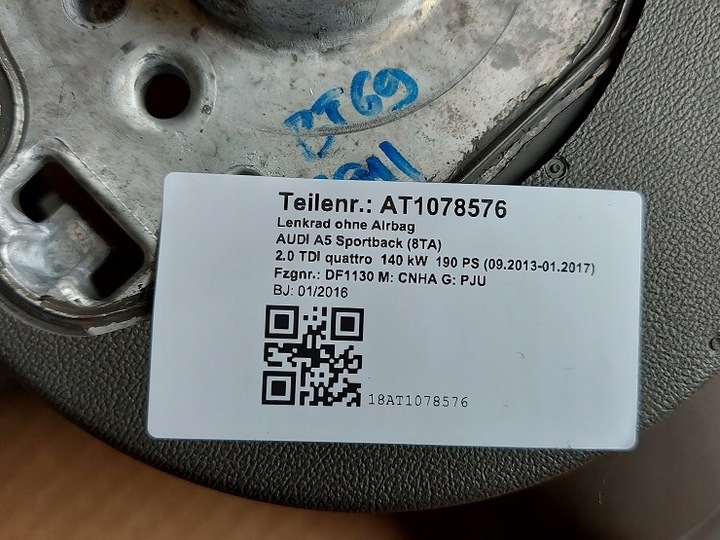 BT69
Teilenr.: AT1078576
Lenkrad ohne Airbag
AUDI A5 Sportback (8TA)
2.0 TDI quattro 140 kW 190 PS (09.2013-01.2017)
Fzgnr.: DF1130 M: CNHA G: PJU
BJ: 01/2016
18AT1078576